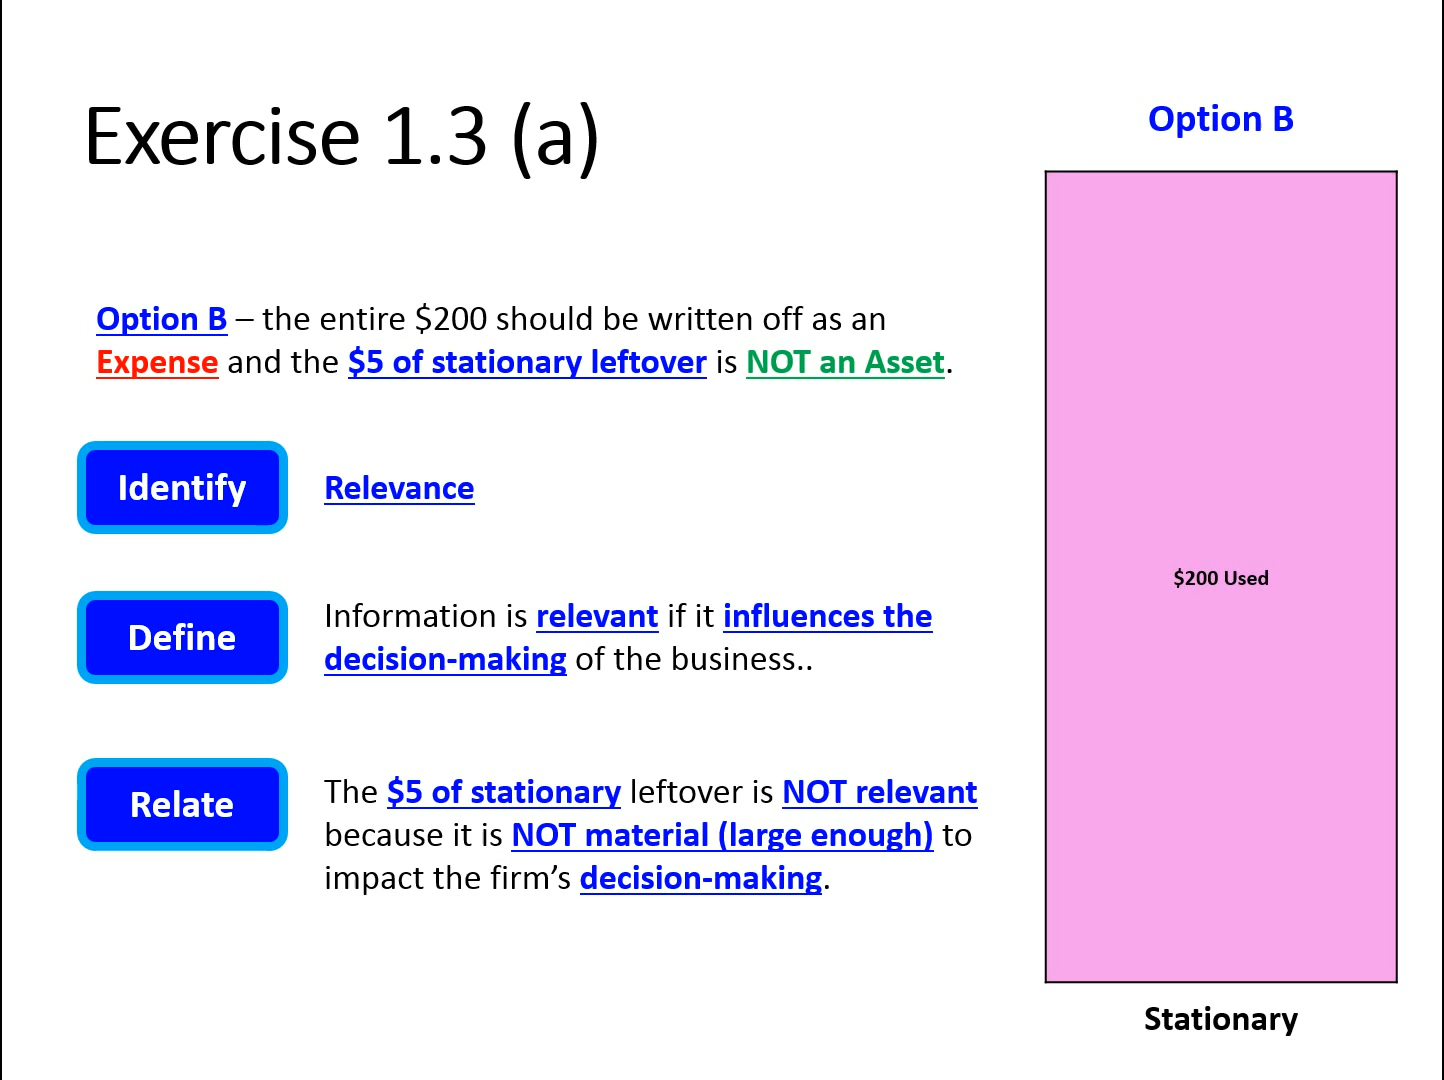 Exercise 1.3 (a)
Option B – the entire $200 should be written off as an
Expense and the $5 of stationary leftover is NOT an Asset.
Identify
Relevance
Define
Information is relevant if it influences the
decision-making of the business..
Relate
The $5 of stationary leftover is NOT relevant
because it is NOT material (large enough) to
impact the firm’s decision-making.
Option B
$200 Used
Stationary